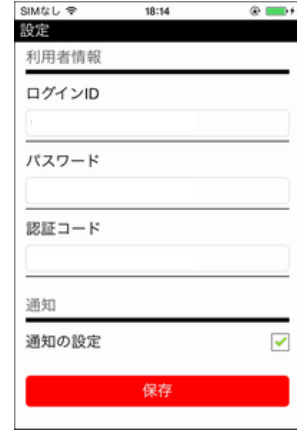 SIMなし 18:14
設定
利用者情報
ログインID
パスワード
認証コード
通知
通知の設定
保存